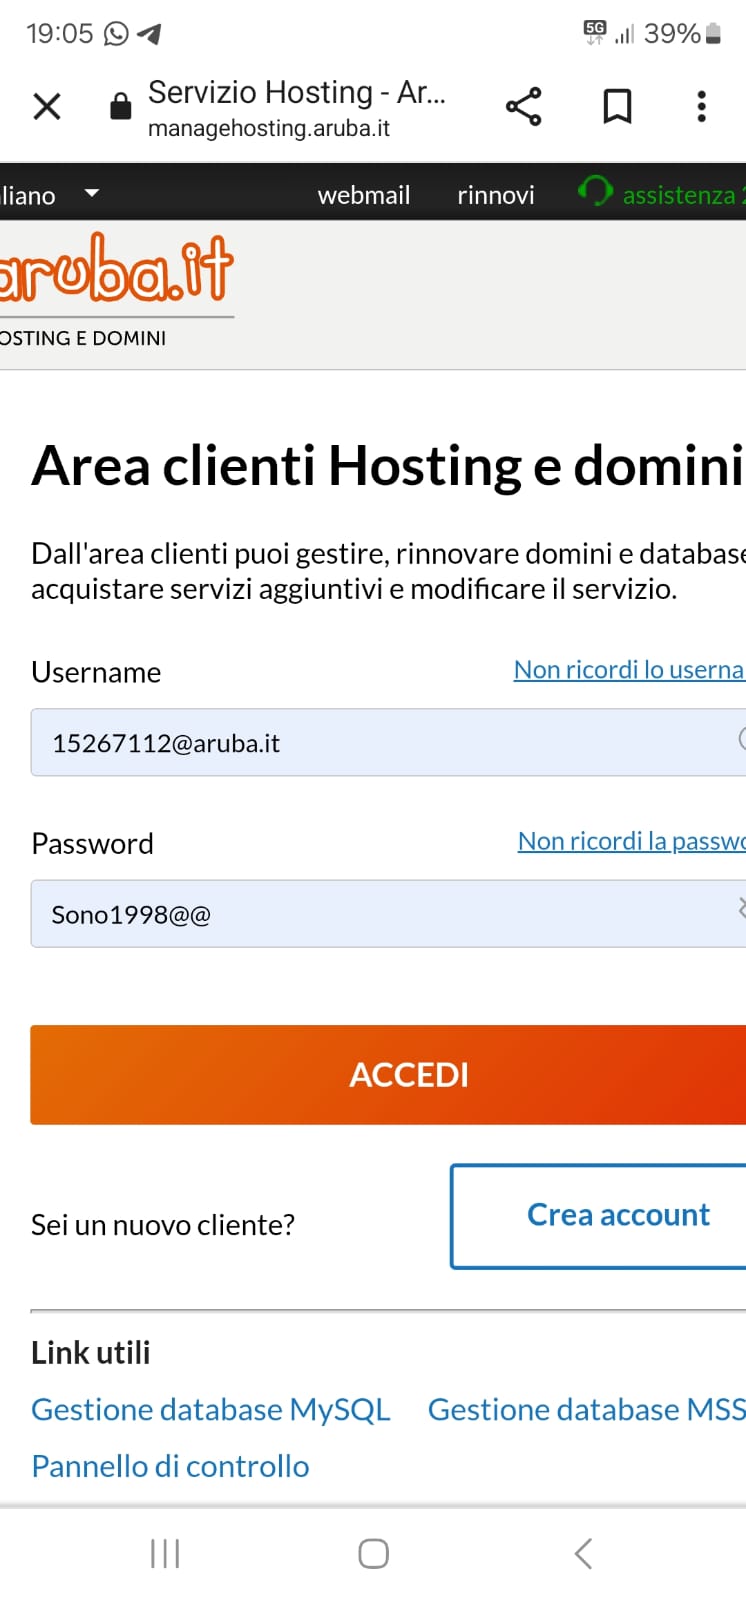 19:05
5G
39%
Servizio Hosting - Ar...
managehosting.aruba.it
liano
webmail
rinnovi
assistenza
aruba.it
OSTING E DOMINI
Area clienti Hosting e domini
Dall'area clienti puoi gestire, rinnovare domini e database
acquistare servizi aggiuntivi e modificare il servizio.
Username
Non ricordi lo userna
15267112@aruba.it
Password
Non ricordi la passwo
Sono1998@@
ACCEDI
Sei un nuovo cliente?
Crea account
Link utili
Gestione database MySQL
Gestione database MSS
Pannello di controllo